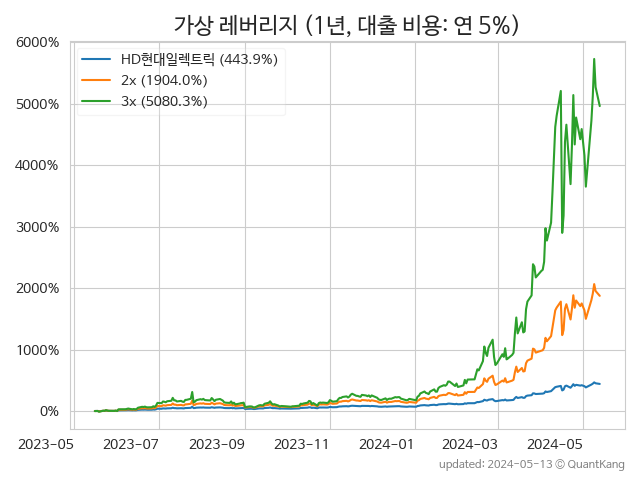 가상 레버리지 (1년, 대출 비용: 연 5%)
6000%
HD현대일렉트릭 (443.9%)
2x (1904.0%)
3x (5080.3%)
5000%
4000%
3000%
2000%
1000%
0%
2023-05 2023-07 2023-09 2023-11 2024-01 2024-03 2024-05
updated: 2024-05-13 © QuantKang